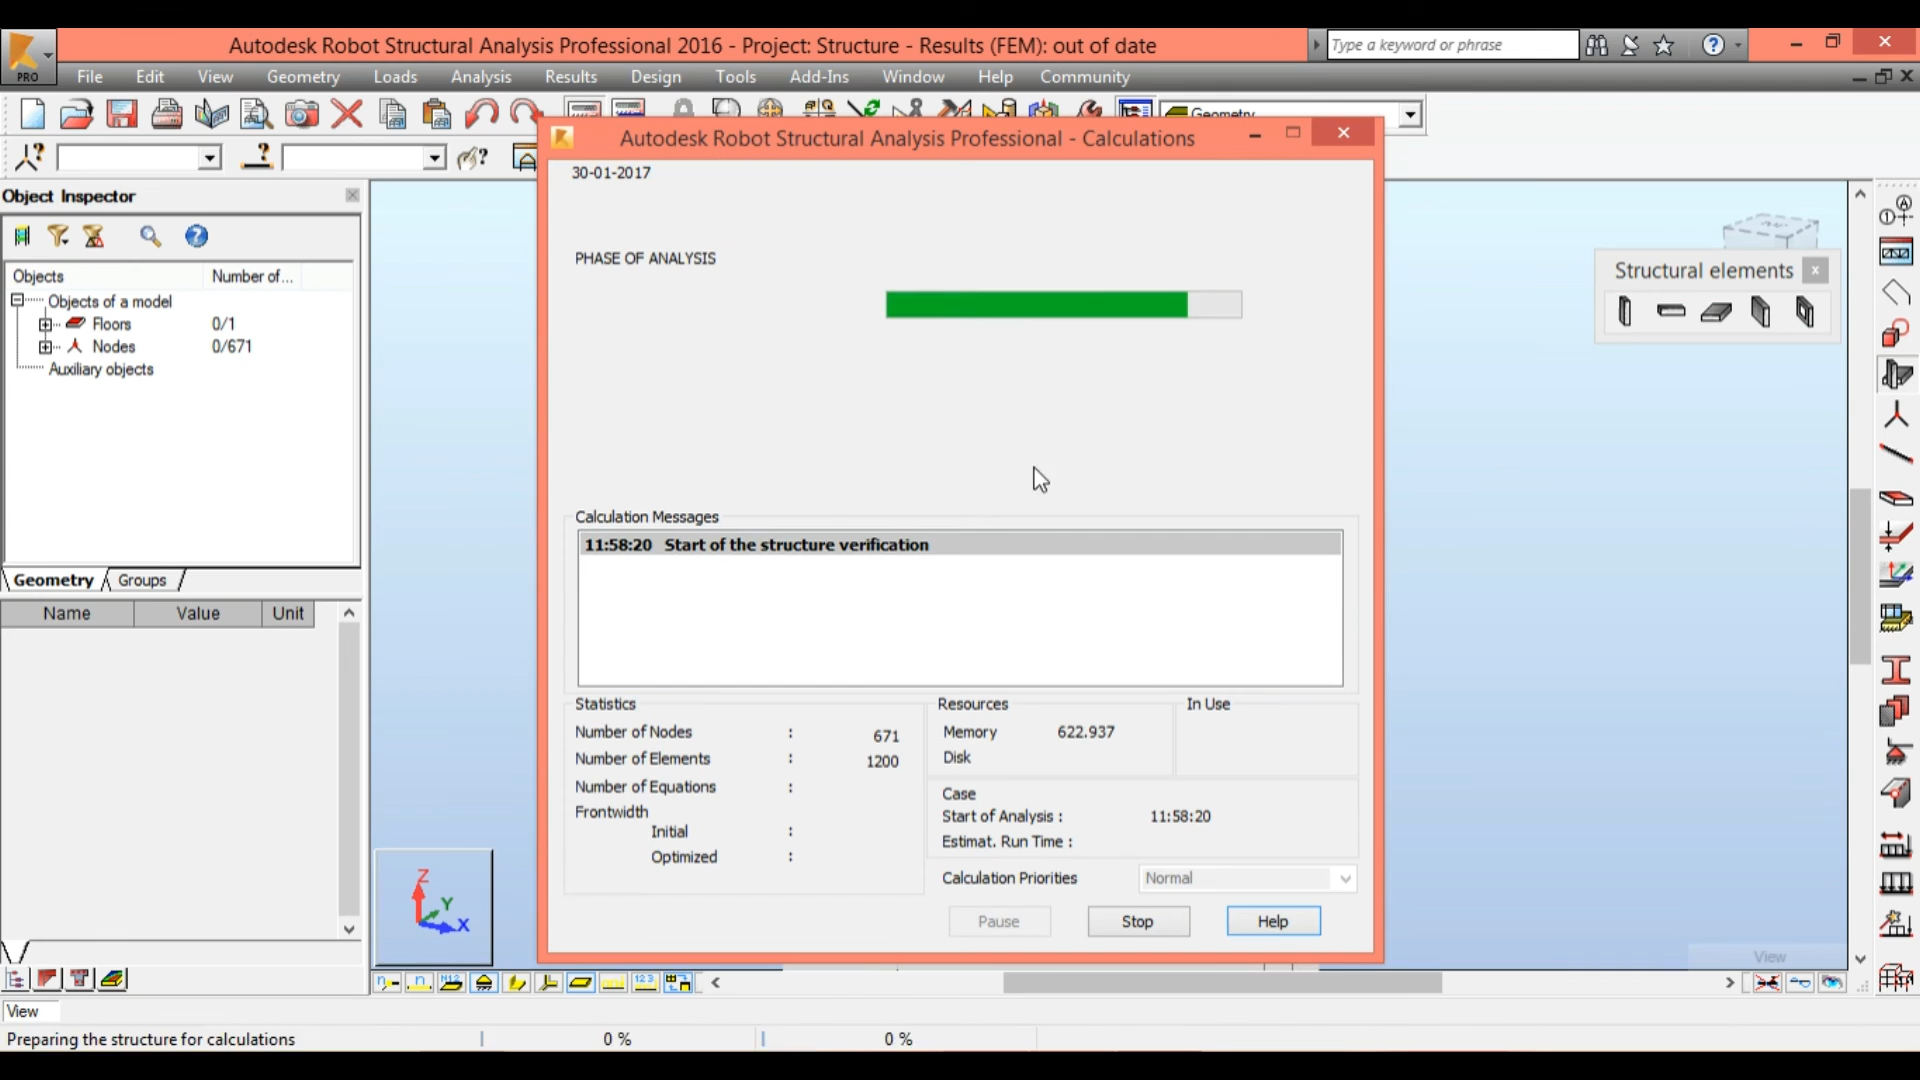 Autodesk Robot Structural Analysis Professional 2016 - Project: Structure - Results (FEM): out of date
Type a keyword or phrase
PRO
File Edit View Geometry Loads Analysis Results Design Tools Add-Ins Window Help Community
Geometry
Autodesk Robot Structural Analysis Professional - Calculations
30-01-2017
PHASE OF ANALYSIS
Object Inspector
Objects Number of...
Objects of a model
Floors 0/1
Nodes 0/671
Auxiliary objects
Structural elements
Geometry Groups
Name Value Unit
Calculation Messages
11:58:20 Start of the structure verification
Statistics
Number of Nodes : 671
Number of Elements : 1200
Number of Equations :
Frontwidth
Initial :
Optimized :
Resources In Use
Memory 622.937
Disk
Case
Start of Analysis : 11:58:20
Estimat. Run Time :
Calculation Priorities Normal
Pause Stop Help
Z
Y
X
View
View
Preparing the structure for calculations 0 % 0 %